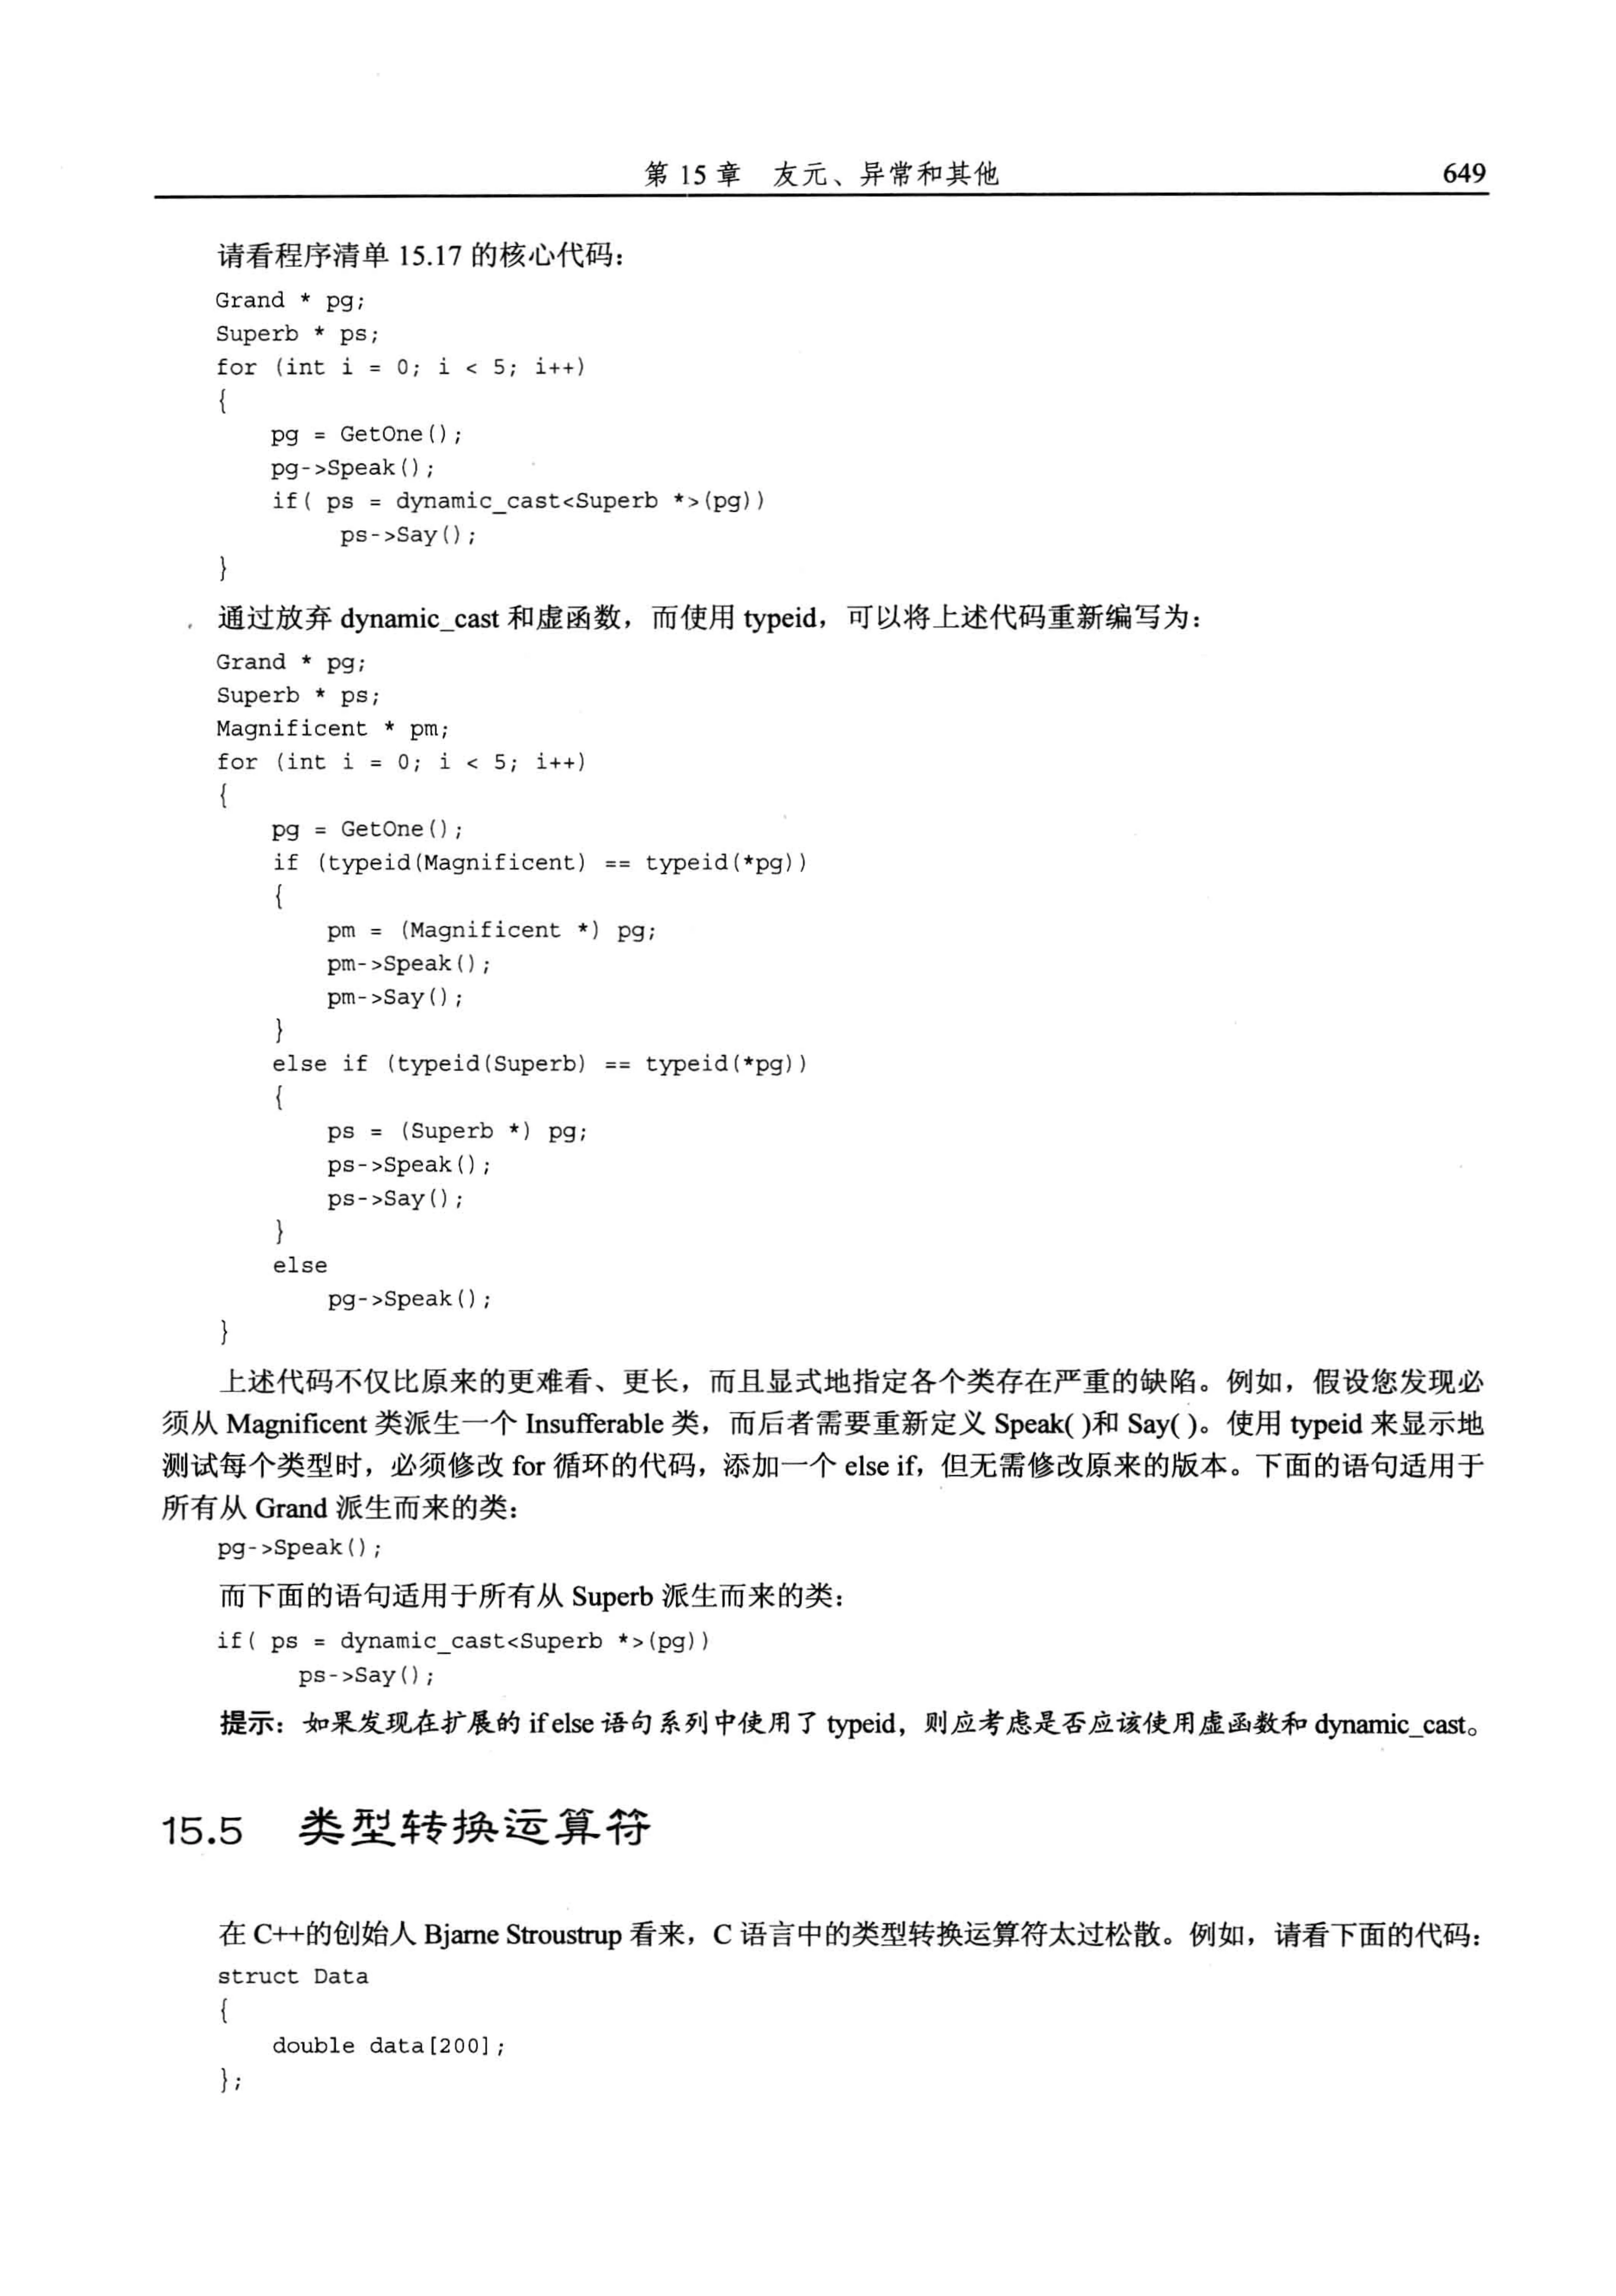 第 15 章 友元、异常和其他 649
请看程序清单 15.17 的核心代码：
Grand * pg;
Superb * ps;
for (int i = 0; i < 5; i++)
{
    pg = GetOne();
    pg->Speak();
    if( ps = dynamic_cast<Superb *>(pg))
         ps->Say();
}
通过放弃 dynamic_cast 和虚函数，而使用 typeid，可以将上述代码重新编写为：
Grand * pg;
Superb * ps;
Magnificent * pm;
for (int i = 0; i < 5; i++)
{
    pg = GetOne();
    if (typeid(Magnificent) == typeid(*pg))
    {
        pm = (Magnificent *) pg;
        pm->Speak();
        pm->Say();
    }
    else if (typeid(Superb) == typeid(*pg))
    {
        ps = (Superb *) pg;
        ps->Speak();
        ps->Say();
    }
    else
        pg->Speak();
}
上述代码不仅比原来的更难看、更长，而且显式地指定各个类存在严重的缺陷。例如，假设您发现必
须从 Magnificent 类派生一个 Insufferable 类，而后者需要重新定义 Speak( )和 Say( )。使用 typeid 来显示地
测试每个类型时，必须修改 for 循环的代码，添加一个 else if，但无需修改原来的版本。下面的语句适用于
所有从 Grand 派生而来的类：
pg->Speak();
而下面的语句适用于所有从 Superb 派生而来的类：
if( ps = dynamic_cast<Superb *>(pg))
      ps->Say();
提示：如果发现在扩展的 if else 语句系列中使用了 typeid，则应考虑是否应该使用虚函数和 dynamic_cast。
15.5 类型转换运算符
在 C++的创始人 Bjarne Stroustrup 看来，C 语言中的类型转换运算符太过松散。例如，请看下面的代码：
struct Data
{
    double data[200];
};